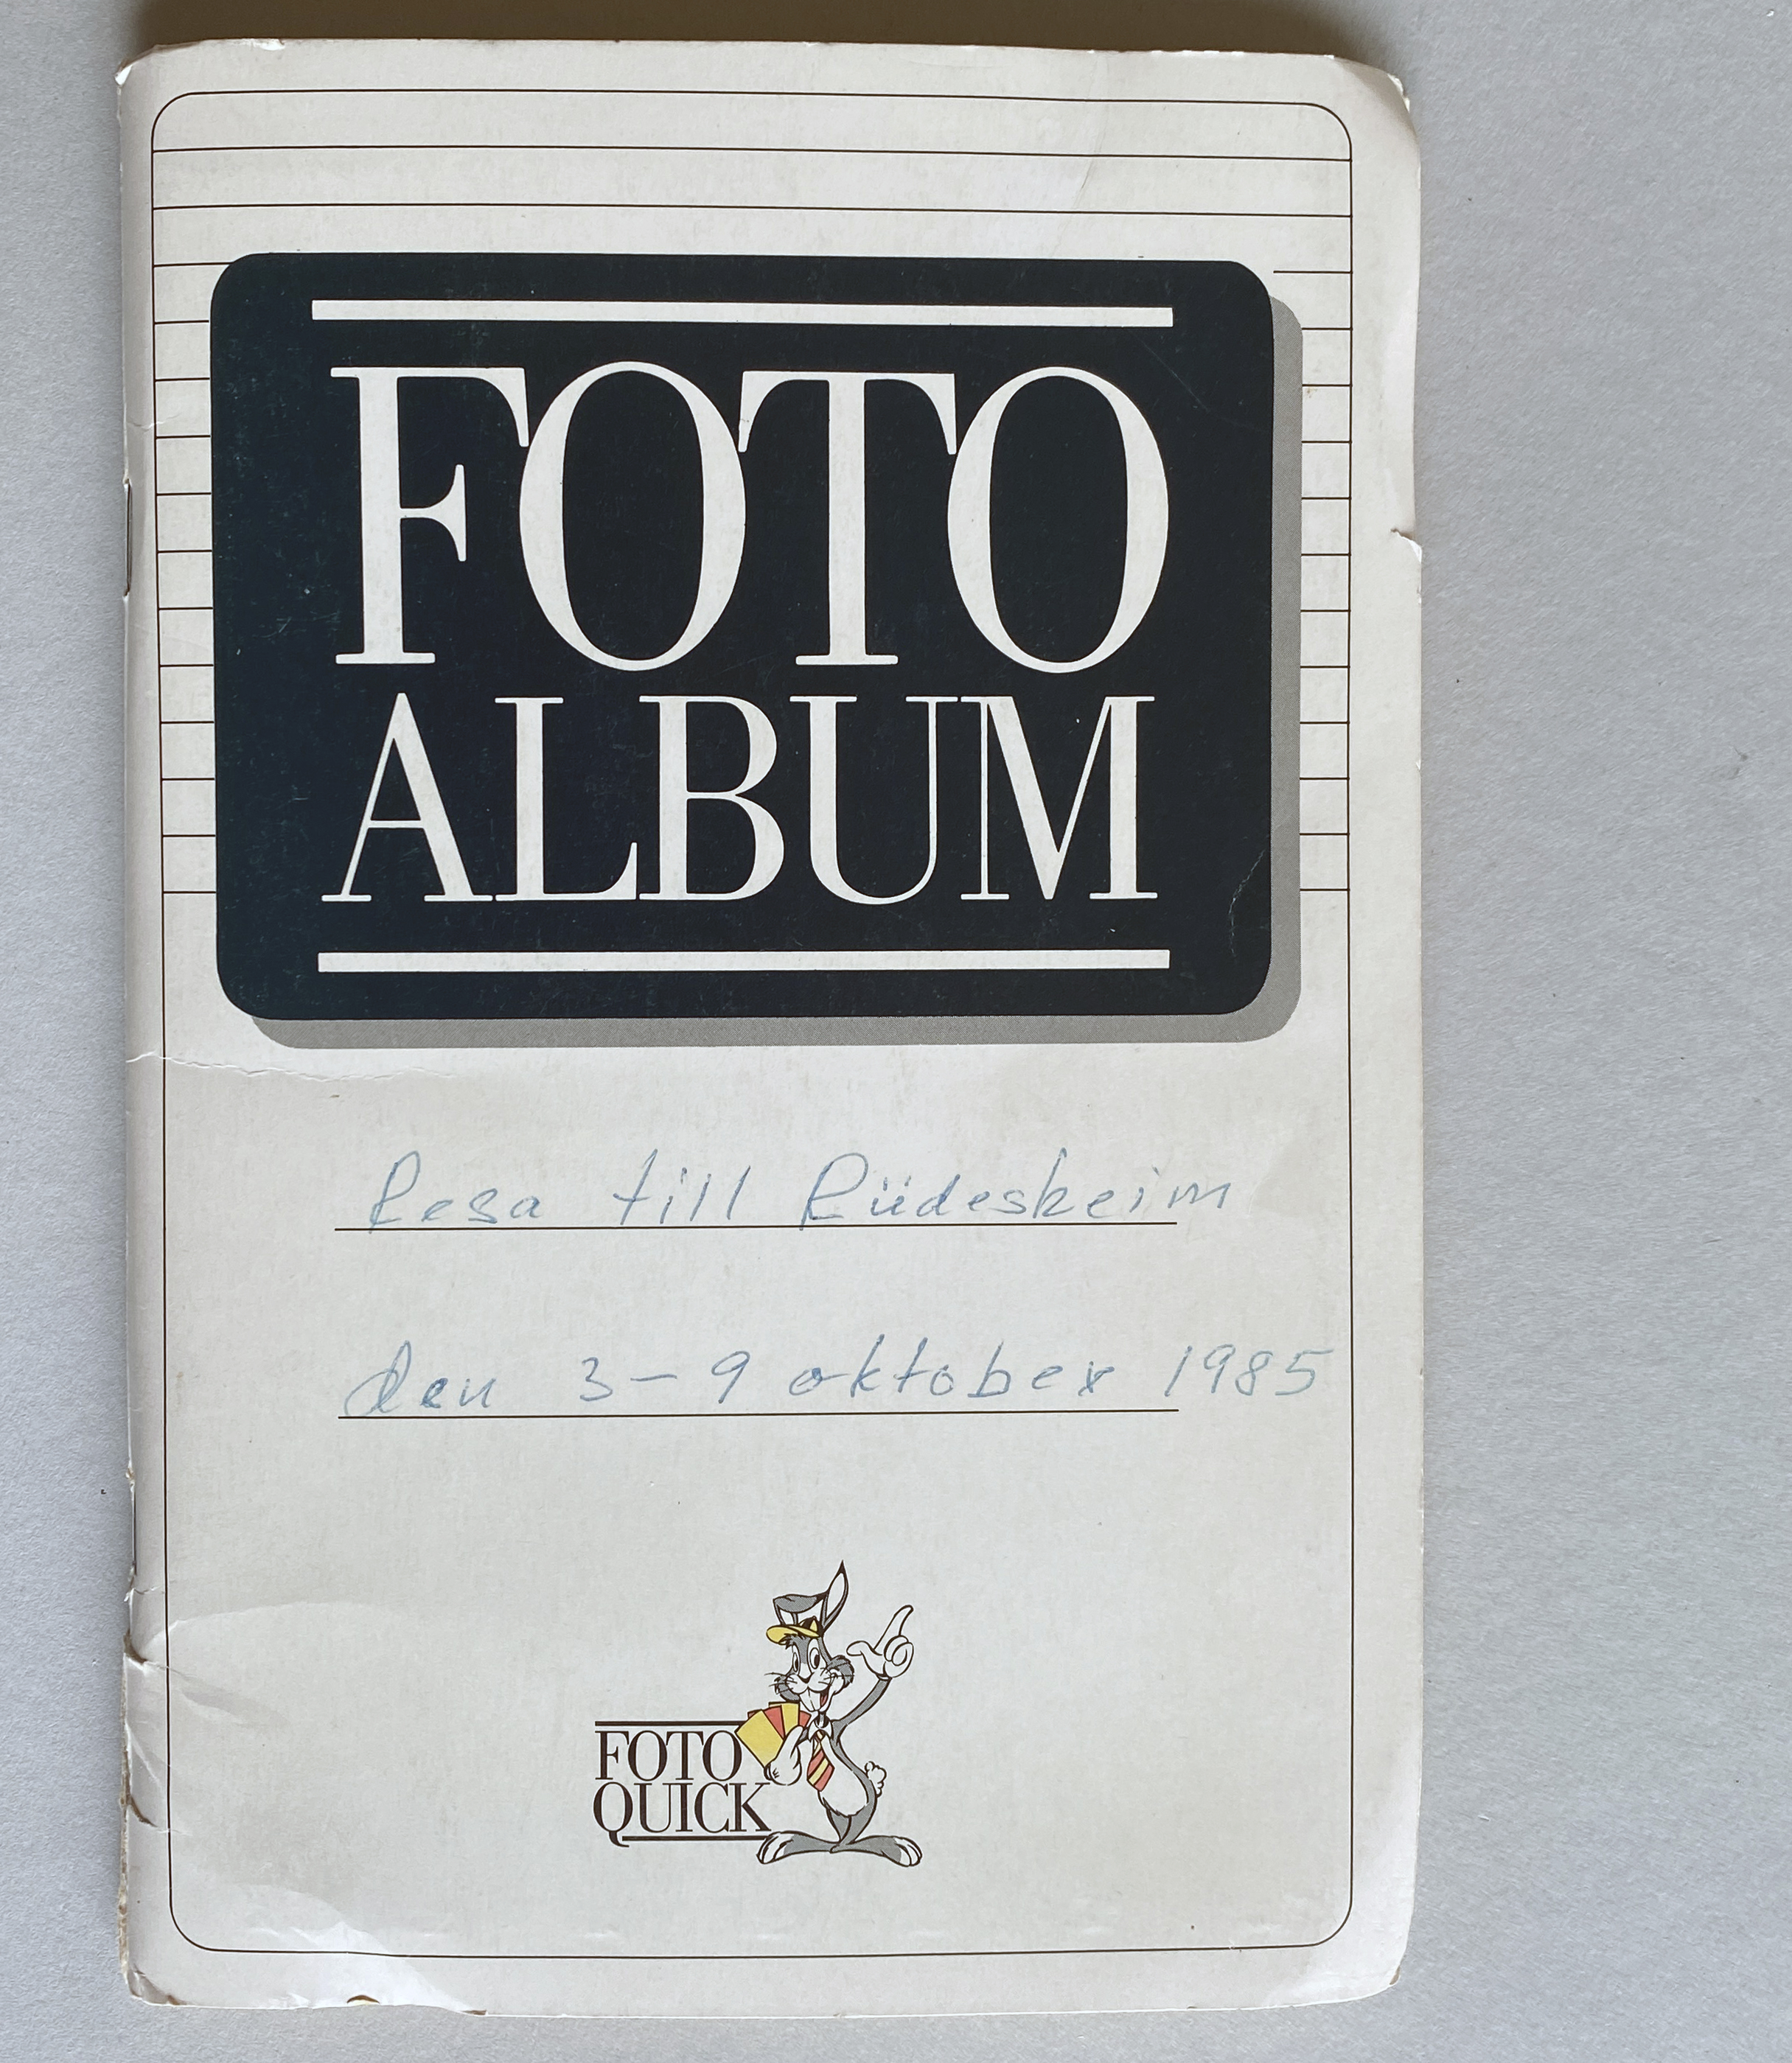 FOTO
ALBUM
Resa till Rüdesheim
den 3-9 oktober 1985
FOTO
QUICK